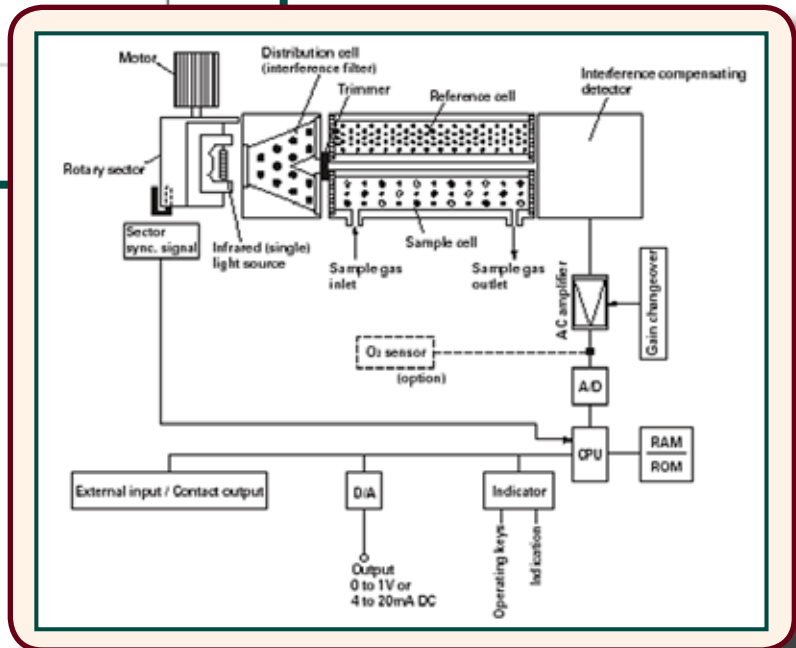 Motor
Distribution cell
(interference filter)
Trimmer
Reference cell
Interference compensating
detector
Rotary sector
Sector
sync. signal
Infrared (single)
light source
Sample gas
inlet
Sample cell
Sample gas
outlet
AC amplifier
Gain changeover
O₂ sensor
(option)
A/D
CPU
RAM
ROM
External input / Contact output
D/A
Indicator
Output
0 to 1V or
4 to 20mA DC
Operating keys
Indication